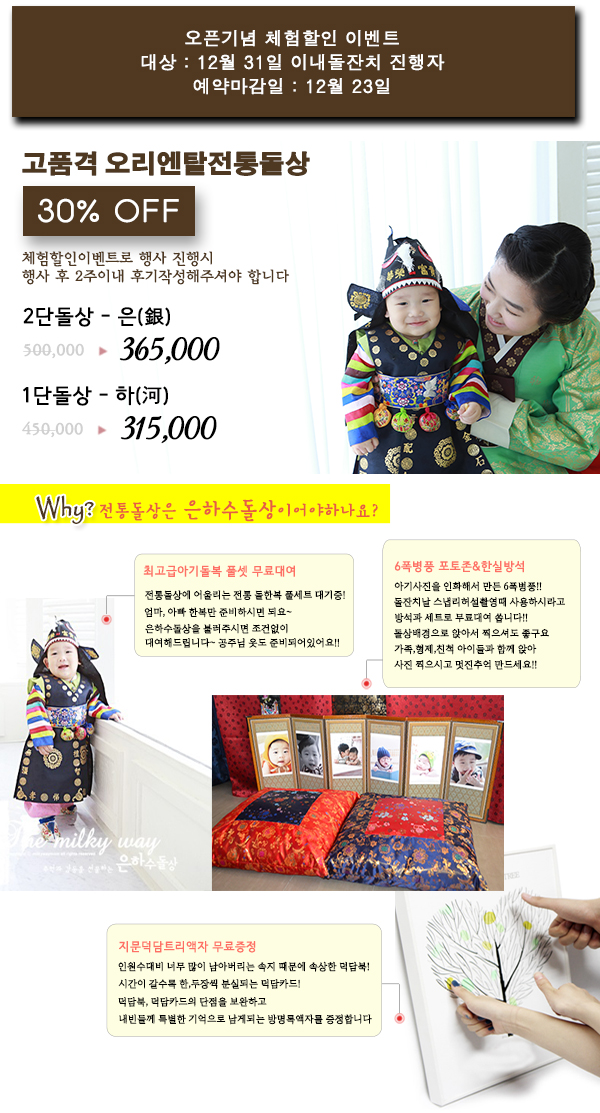 오픈기념 체험할인 이벤트
대상 : 12월 31일 이내돌잔치 진행자
예약마감일 : 12월 23일
고품격 오리엔탈전통돌상
30% OFF
체험할인이벤트로 행사 진행시
행사 후 2주이내 후기작성해주셔야 합니다
2단돌상 - 은(銀)
500,000 ▶ 365,000
1단돌상 - 하(河)
450,000 ▶ 315,000
Why? 전통돌상은 은하수돌상이어야하나요?
최고급아기돌복 풀셋 무료대여
전통돌상에 어울리는 전통 돌한복 풀세트 대기중!
엄마, 아빠 한복만 준비하시면 되요~
은하수돌상을 불러주시면 조건없이
대여해드립니다~ 공주님 옷도 준비되어있어요!!
6폭병풍 포토존&한실방석
아기사진을 인화해서 만든 6폭병풍!!
돌잔치날 스냅리허설촬영때 사용하시라고
방석과 세트로 무료대여 쏩니다!!
돌상배경으로 앉아서 찍으셔도 좋구요
가족,형제,친척 아이들과 함께 앉아
사진 찍으시고 멋진추억 만드세요!!
The milky way
은하수돌상
지문덕담트리액자 무료증정
인원수대비 너무 많이 남아버리는 속지 때문에 속상한 덕담북!
시간이 갈수록 한,두장씩 분실되는 덕담카드!
덕담북, 덕담카드의 단점을 보완하고
내빈들께 특별한 기억으로 남게되는 방명록액자를 증정합니다
TREE